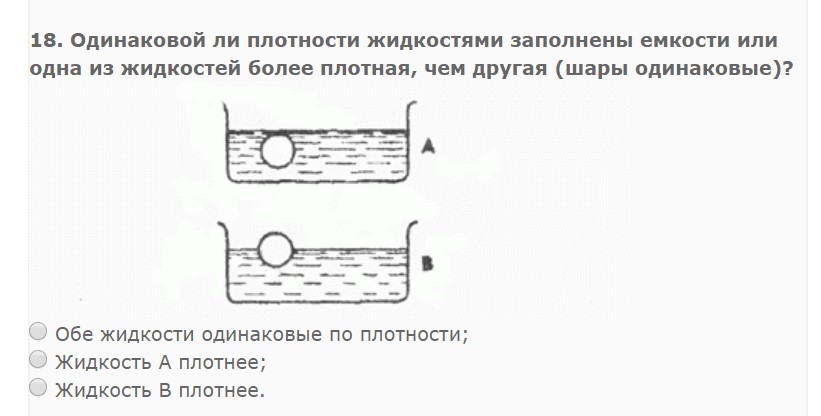 18. Одинаковой ли плотности жидкостями заполнены емкости или
одна из жидкостей более плотная, чем другая (шары одинаковые)?
A
B
Обе жидкости одинаковые по плотности;
Жидкость А плотнее;
Жидкость В плотнее.